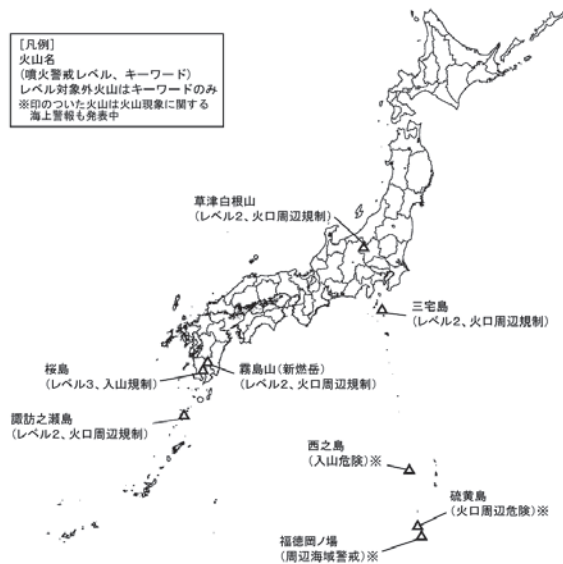 [凡例]
火山名
(噴火警戒レベル、キーワード)
レベル対象外火山はキーワードのみ
※印のついた火山は火山現象に関する
海上警報も発表中
草津白根山
(レベル2、火口周辺規制)
三宅島
(レベル2、火口周辺規制)
桜島
(レベル3、入山規制)
霧島山(新燃岳)
(レベル2、火口周辺規制)
諏訪之瀬島
(レベル2、火口周辺規制)
西之島
(入山危険)※
硫黄島
(火口周辺危険)※
福徳岡ノ場
(周辺海域警戒)※